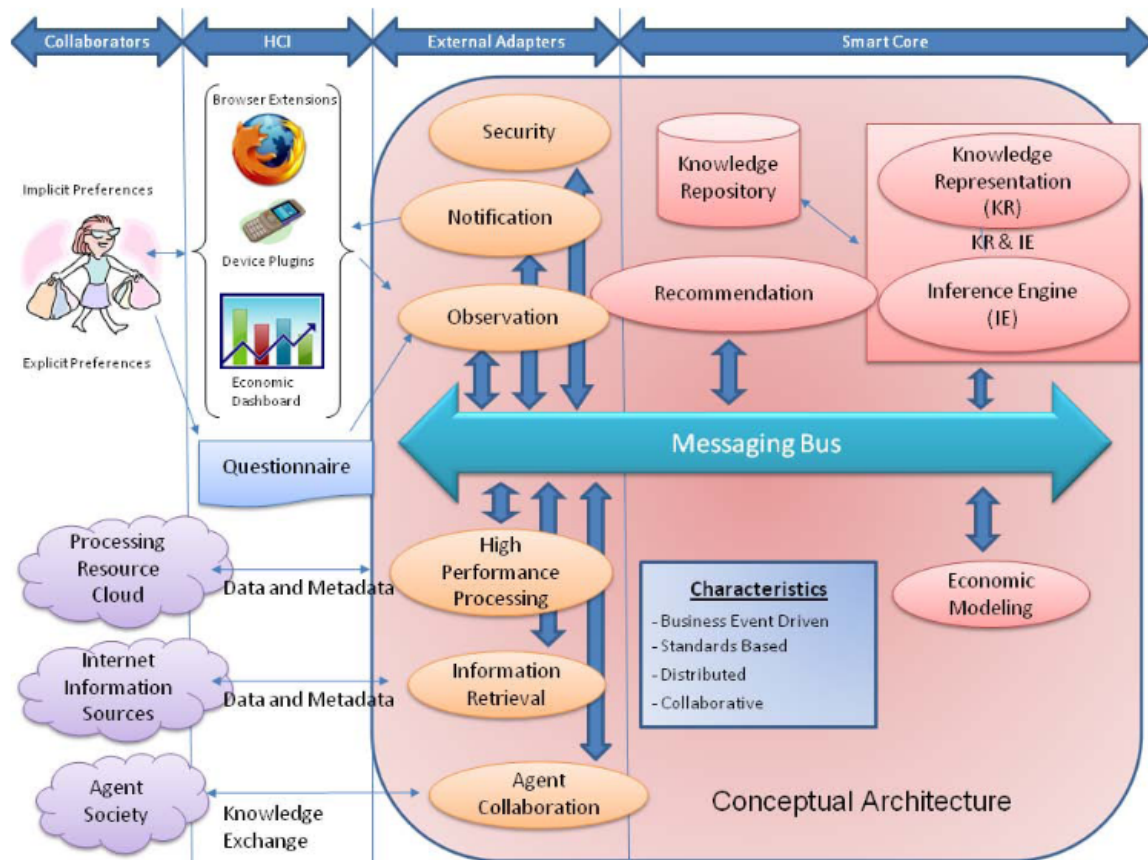 Collaborators
HCI
External Adapters
Smart Core
Browser Extensions
Implicit Preferences
Explicit Preferences
Device Plugins
Economic
Dashboard
Questionnaire
Security
Notification
Observation
Knowledge
Repository
Recommendation
Knowledge
Representation
(KR)
KR & IE
Inference Engine
(IE)
Messaging Bus
Processing
Resource
Cloud
Data and Metadata
High
Performance
Processing
Internet
Information
Sources
Data and Metadata
Information
Retrieval
Agent
Society
Knowledge
Exchange
Agent
Collaboration
Characteristics
- Business Event Driven
- Standards Based
- Distributed
- Collaborative
Economic
Modeling
Conceptual Architecture